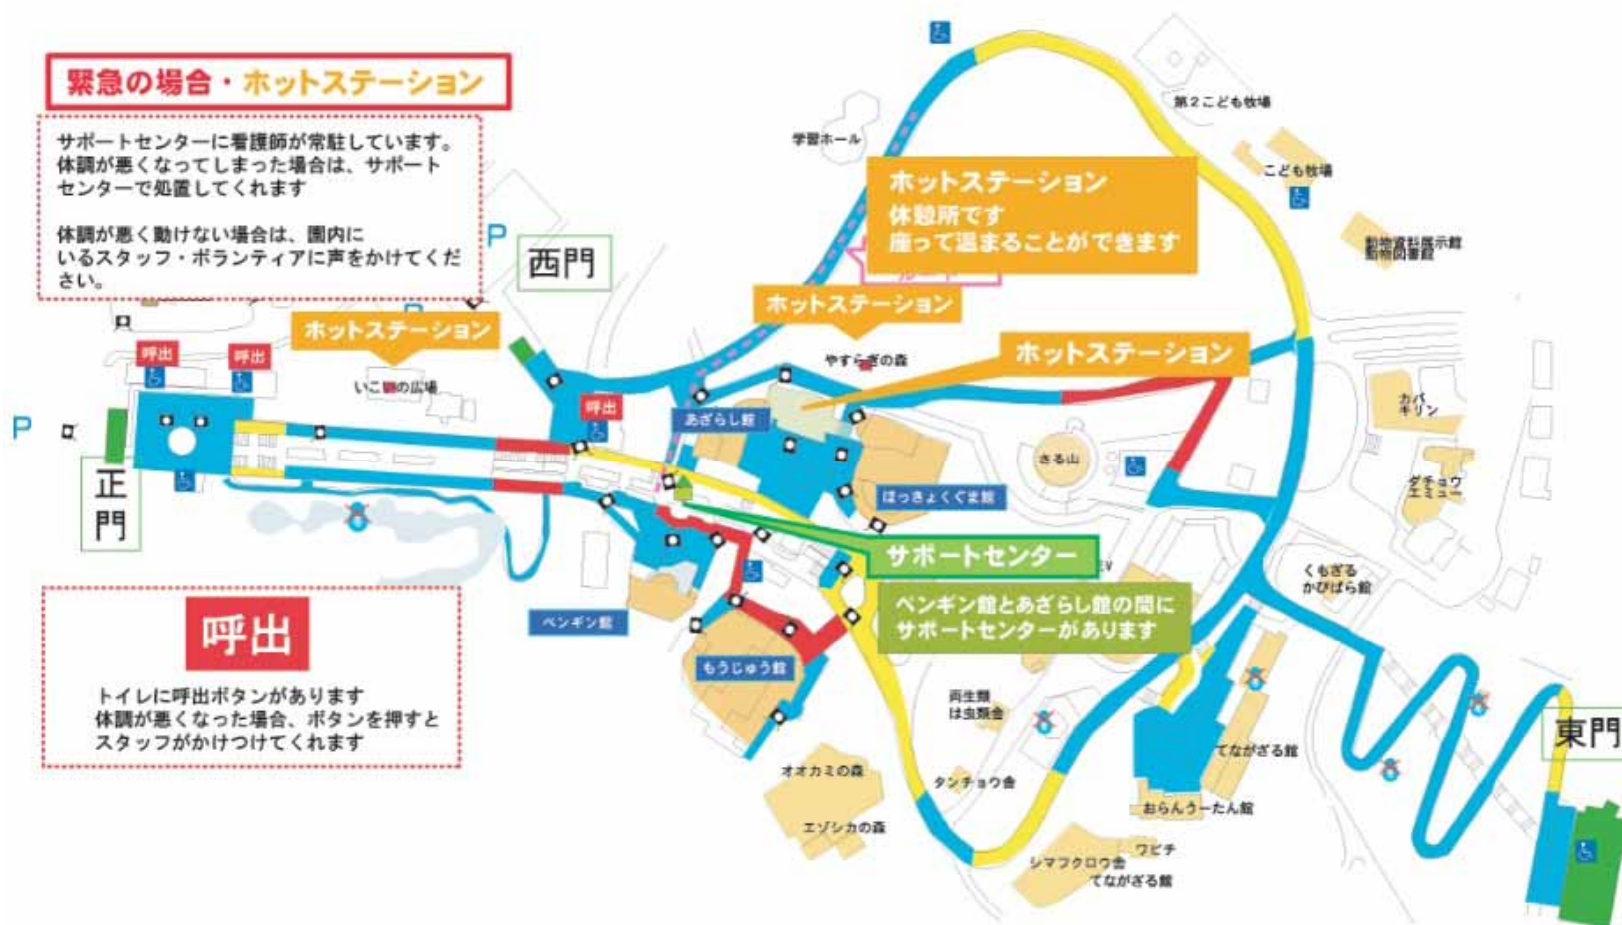 緊急の場合・ホットステーション
サポートセンターに看護師が常駐しています。
体調が悪くなってしまった場合は、サポート
センターで処置してくれます
体調が悪く動けない場合は、園内に
いるスタッフ・ボランティアに声をかけてくだ
さい。
P
西門
学習ホール
第2こども牧場
こども牧場
ホットステーション
休憩所です
座って温まることができます
動物資料展示館
動物図書館
ホットステーション
ホットステーション
ホットステーション
やすらぎの森
呼出
呼出
いこいの広場
呼出
あざらし館
カバ
キリン
さる山
P
正門
ほっきょくぐま館
サポートセンター
ペンギン館とあざらし館の間に
サポートセンターがあります
くもざる
かぴばら館
ペンギン館
もうじゅう館
呼出
トイレに呼出ボタンがあります
体調が悪くなった場合、ボタンを押すと
スタッフがかけつけてくれます
両生類
は虫類舎
東門
てながざる館
オオカミの森
タンチョウ舎
おらんうーたん館
エゾシカの森
ワピチ
シマフクロウ舎
てながざる館